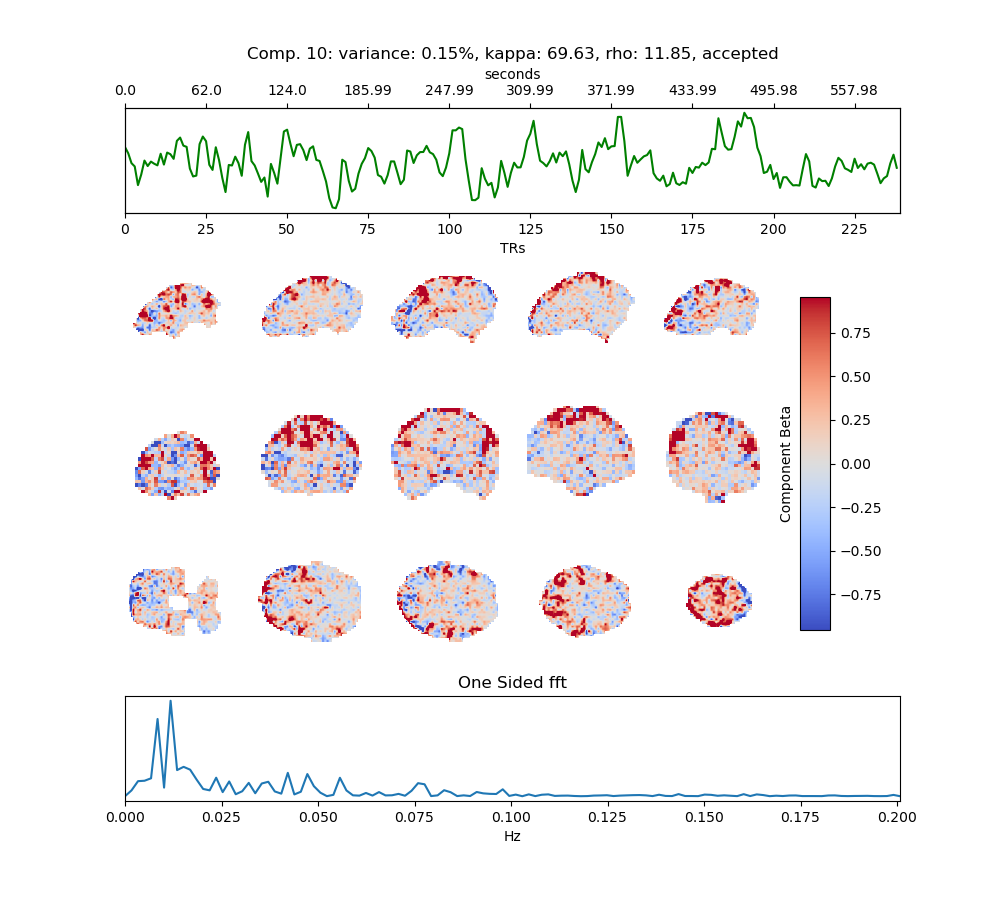 Comp. 10: variance: 0.15%, kappa: 69.63, rho: 11.85, accepted
seconds
0.0 62.0 124.0 185.99 247.99 309.99 371.99 433.99 495.98 557.98
0 25 50 75 100 125 150 175 200 225
TRs
0.75
0.50
0.25
0.00
−0.25
−0.50
−0.75
Component Beta
One Sided fft
0.000 0.025 0.050 0.075 0.100 0.125 0.150 0.175 0.200
Hz